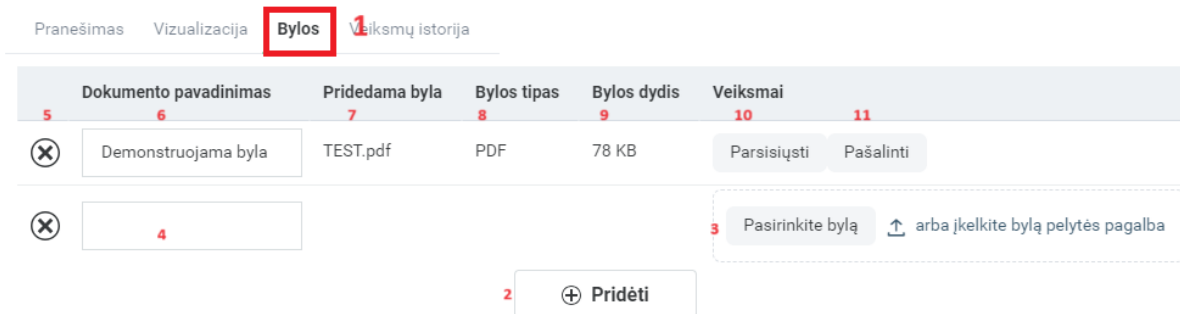 Pranešimas Vizualizacija Bylos 1 Veiksmų istorija
Dokumento pavadinimas Pridedama byla Bylos tipas Bylos dydis Veiksmai
5 6 7 8 9 10 11
Demonstruojama byla TEST.pdf PDF 78 KB Parsisiųsti Pašalinti
4 3 Pasirinkite bylą arba įkelkite bylą pelytės pagalba
2 Pridėti